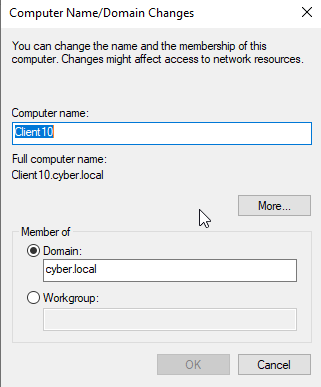 Computer Name/Domain Changes
You can change the name and the membership of this
computer. Changes might affect access to network resources.
Computer name:
Client10
Full computer name:
Client10.cyber.local
More...
Member of
Domain:
cyber.local
Workgroup:
OK
Cancel